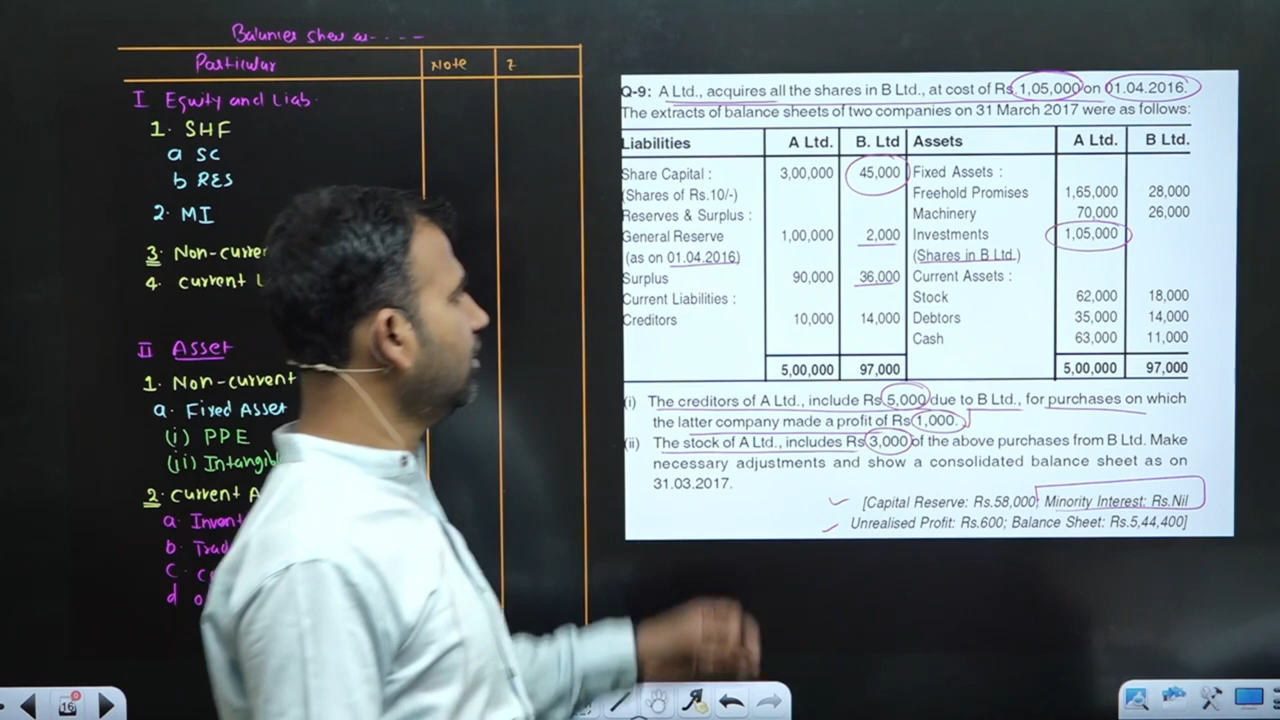 Particular
Note
₹
I Equity and Liab.
1. SHF
a SC
b RES
2. MI
3. Non-curre
4. current L
II Asset
1. Non-current
a. Fixed Asset
(i) PPE
(ii) Intangib
2. current A
a. Invent
b. Trad
c. c
d o
Q-9: A Ltd., acquires all the shares in B Ltd., at cost of Rs.1,05,000 on 01.04.2016.
The extracts of balance sheets of two companies on 31 March 2017 were as follows:
Liabilities A Ltd. B. Ltd Assets A Ltd. B Ltd.
Share Capital : 3,00,000 45,000 Fixed Assets :
(Shares of Rs.10/-) Freehold Promises 1,65,000 28,000
Reserves & Surplus : Machinery 70,000 26,000
General Reserve 1,00,000 2,000 Investments 1,05,000
(as on 01.04.2016) (Shares in B Ltd.)
Surplus 90,000 36,000 Current Assets :
Current Liabilities : Stock 62,000 18,000
Creditors 10,000 14,000 Debtors 35,000 14,000
Cash 63,000 11,000
5,00,000 97,000 5,00,000 97,000
(i) The creditors of A Ltd., include Rs.5,000 due to B Ltd., for purchases on which
the latter company made a profit of Rs.1,000.
(ii) The stock of A Ltd., includes Rs 3,000 of the above purchases from B Ltd. Make
necessary adjustments and show a consolidated balance sheet as on
31.03.2017.
[Capital Reserve: Rs.58,000; Minority Interest: Rs.Nil
Unrealised Profit: Rs.600; Balance Sheet: Rs.5,44,400]
16